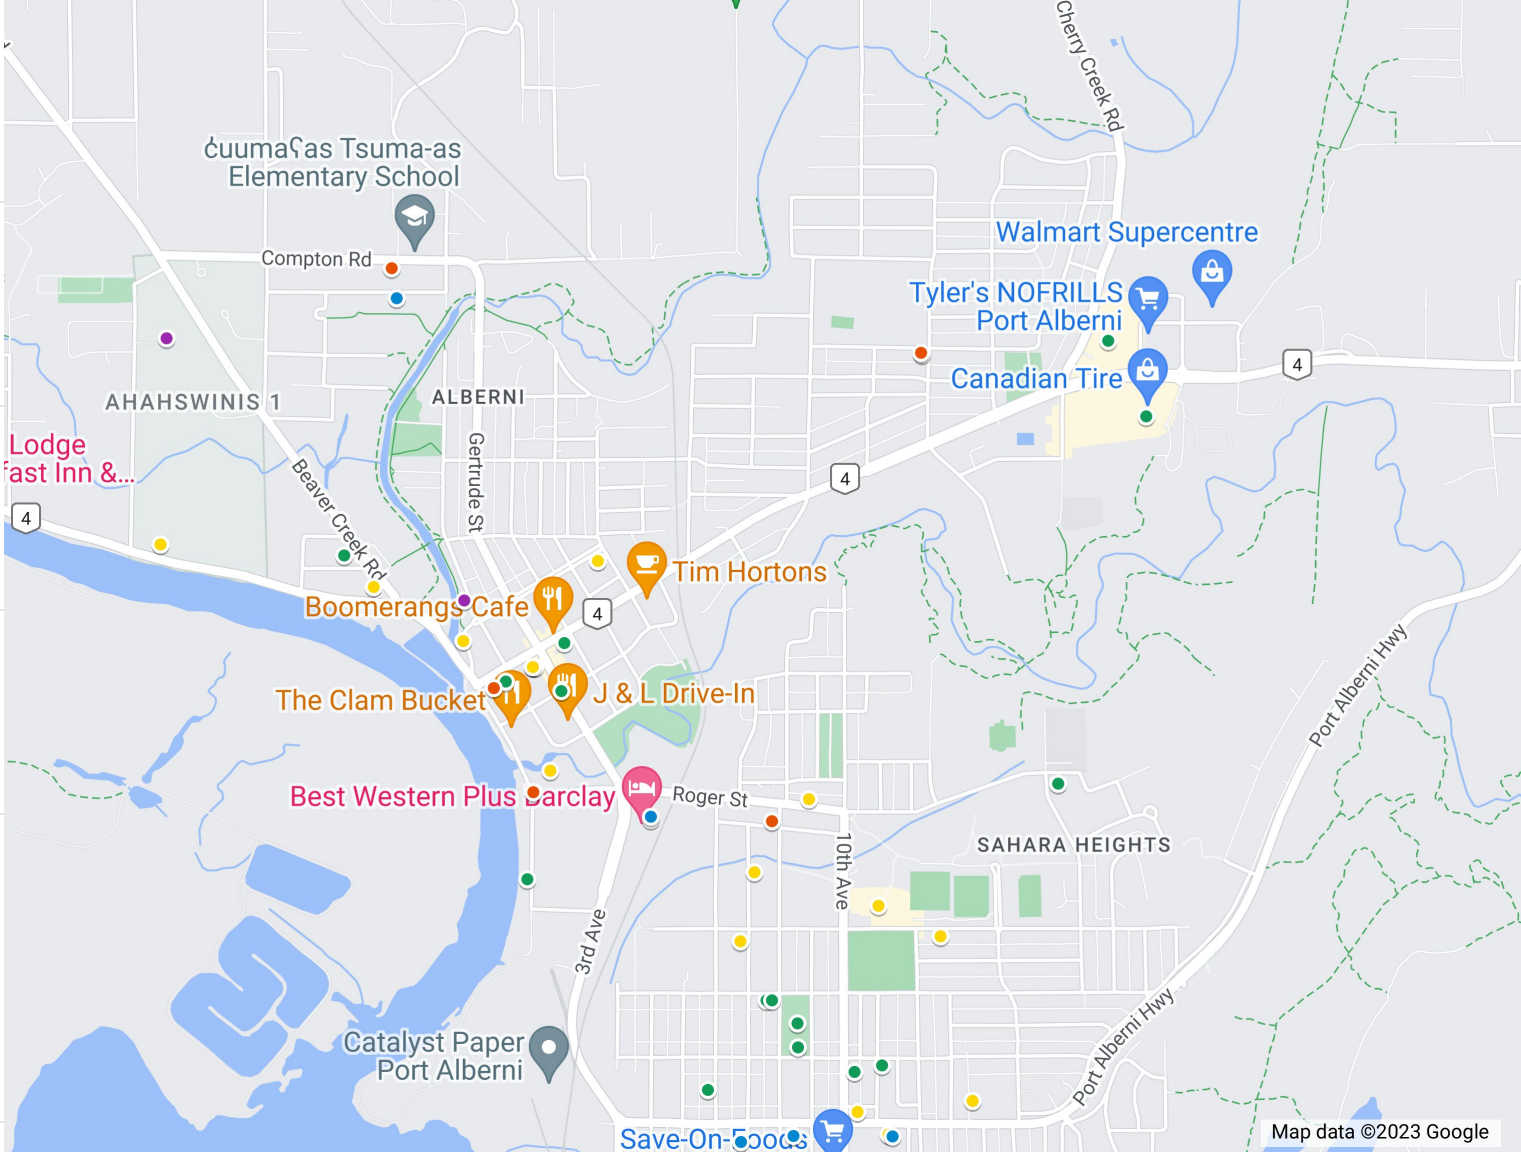 Cherry Creek Rd
c̓uumaʕas Tsuma-as
Elementary School
Compton Rd
Walmart Supercentre
Tyler's NOFRILLS
Port Alberni
4
Canadian Tire
ALBERNI
AHAHSWINIS 1
Lodge
fast Inn &...
Gertrude St
Beaver Creek Rd
4
4
Tim Hortons
Boomerangs Cafe
4
Port Alberni Hwy
The Clam Bucket
J & L Drive-In
Best Western Plus Barclay
Roger St
10th Ave
SAHARA HEIGHTS
3rd Ave
Catalyst Paper
Port Alberni
Port Alberni Hwy
Save-On-Foods
Map data ©2023 Google